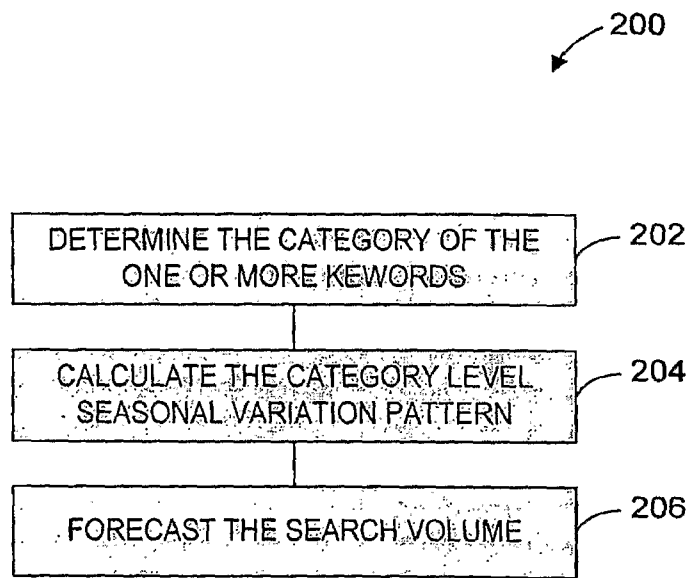 200
DETERMINE THE CATEGORY OF THE
ONE OR MORE KEWORDS
202
CALCULATE THE CATEGORY LEVEL
SEASONAL VARIATION PATTERN
204
FORECAST THE SEARCH VOLUME
206